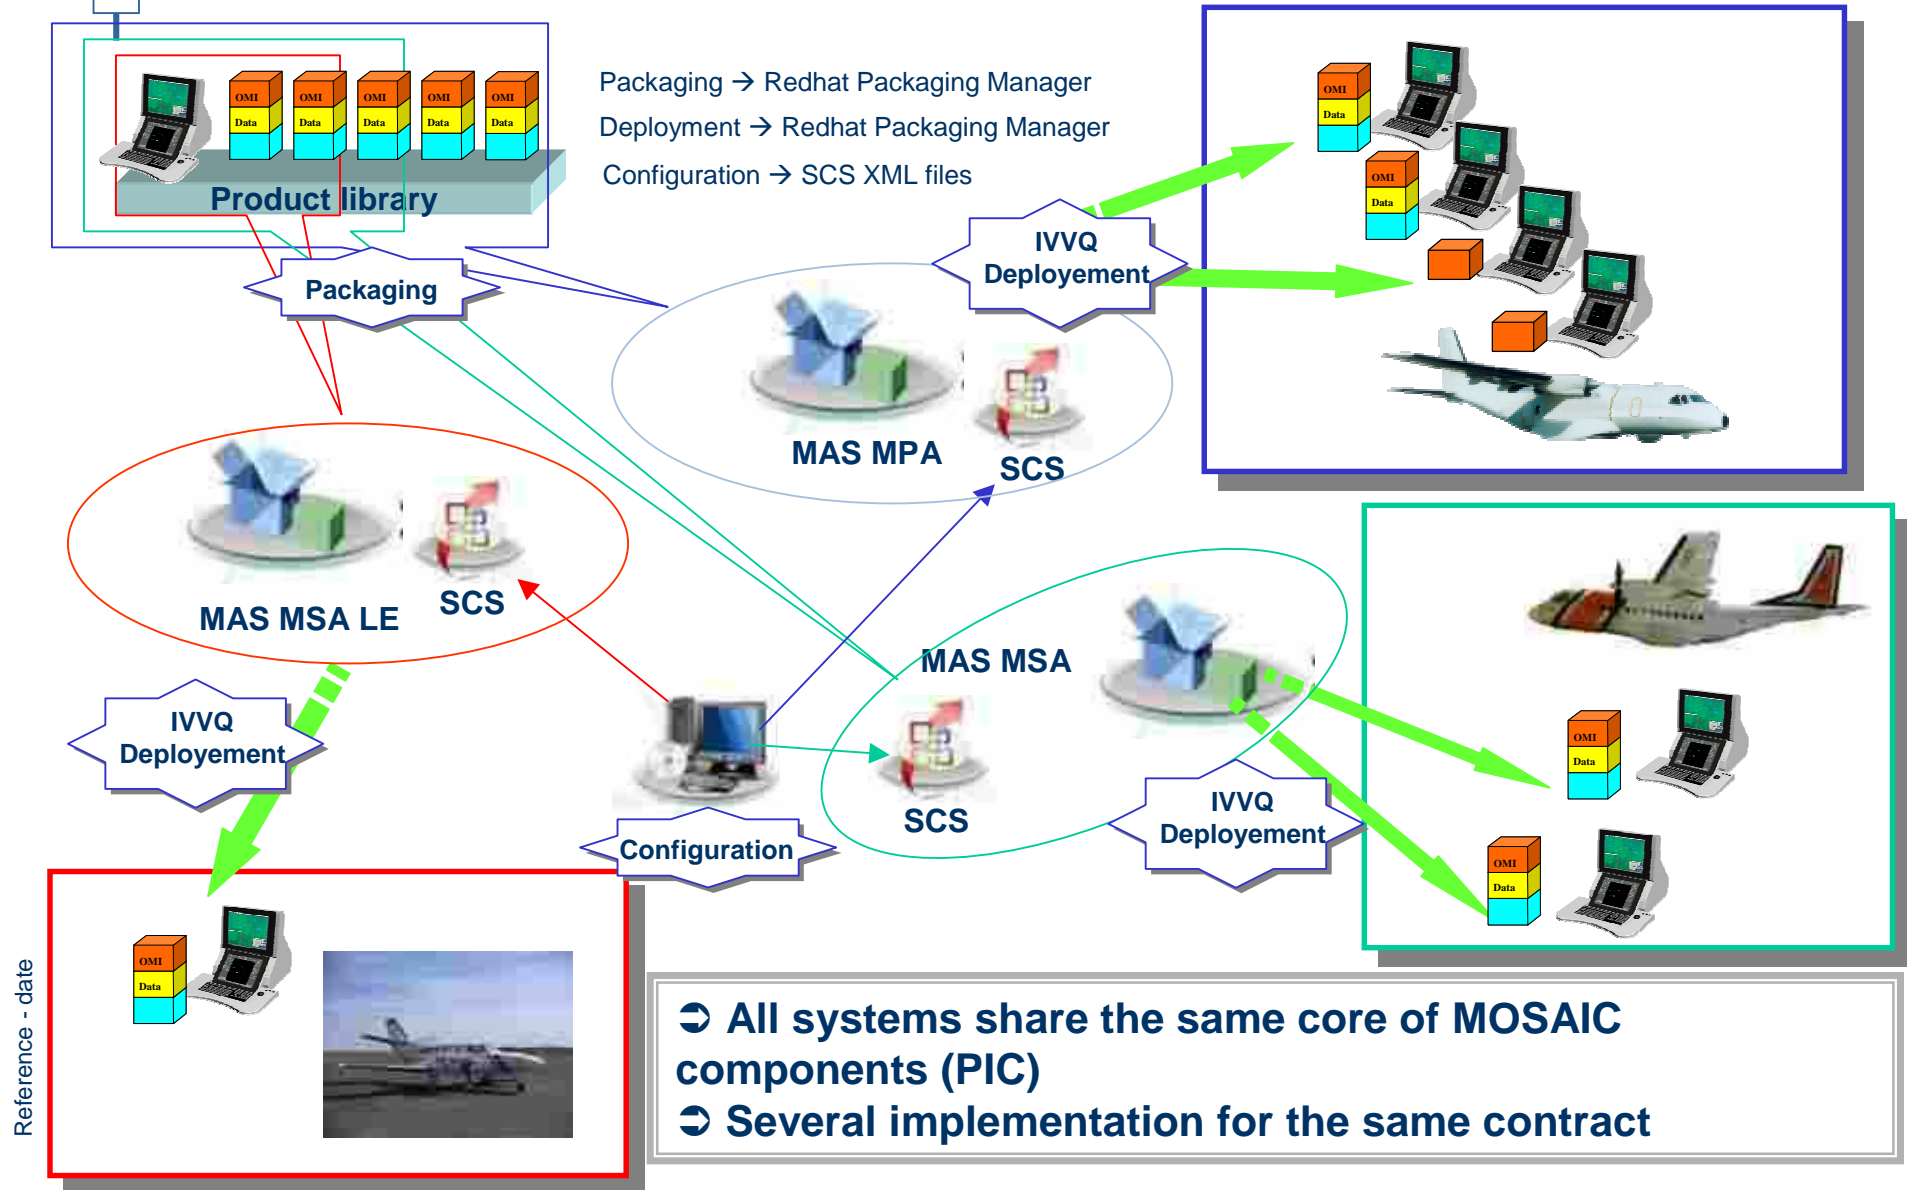 OMI
OMI
OMI
OMI
OMI
Data
Data
Data
Data
Data
Product library
Packaging → Redhat Packaging Manager
Deployment → Redhat Packaging Manager
Configuration → SCS XML files
Packaging
IVVQ
Deployement
OMI
Data
OMI
Data
MAS MPA
SCS
MAS MSA LE
SCS
IVVQ
Deployement
MAS MSA
SCS
Configuration
IVVQ
Deployement
OMI
Data
OMI
Data
OMI
Data
Reference - date
➲ All systems share the same core of MOSAIC
components (PIC)
➲ Several implementation for the same contract